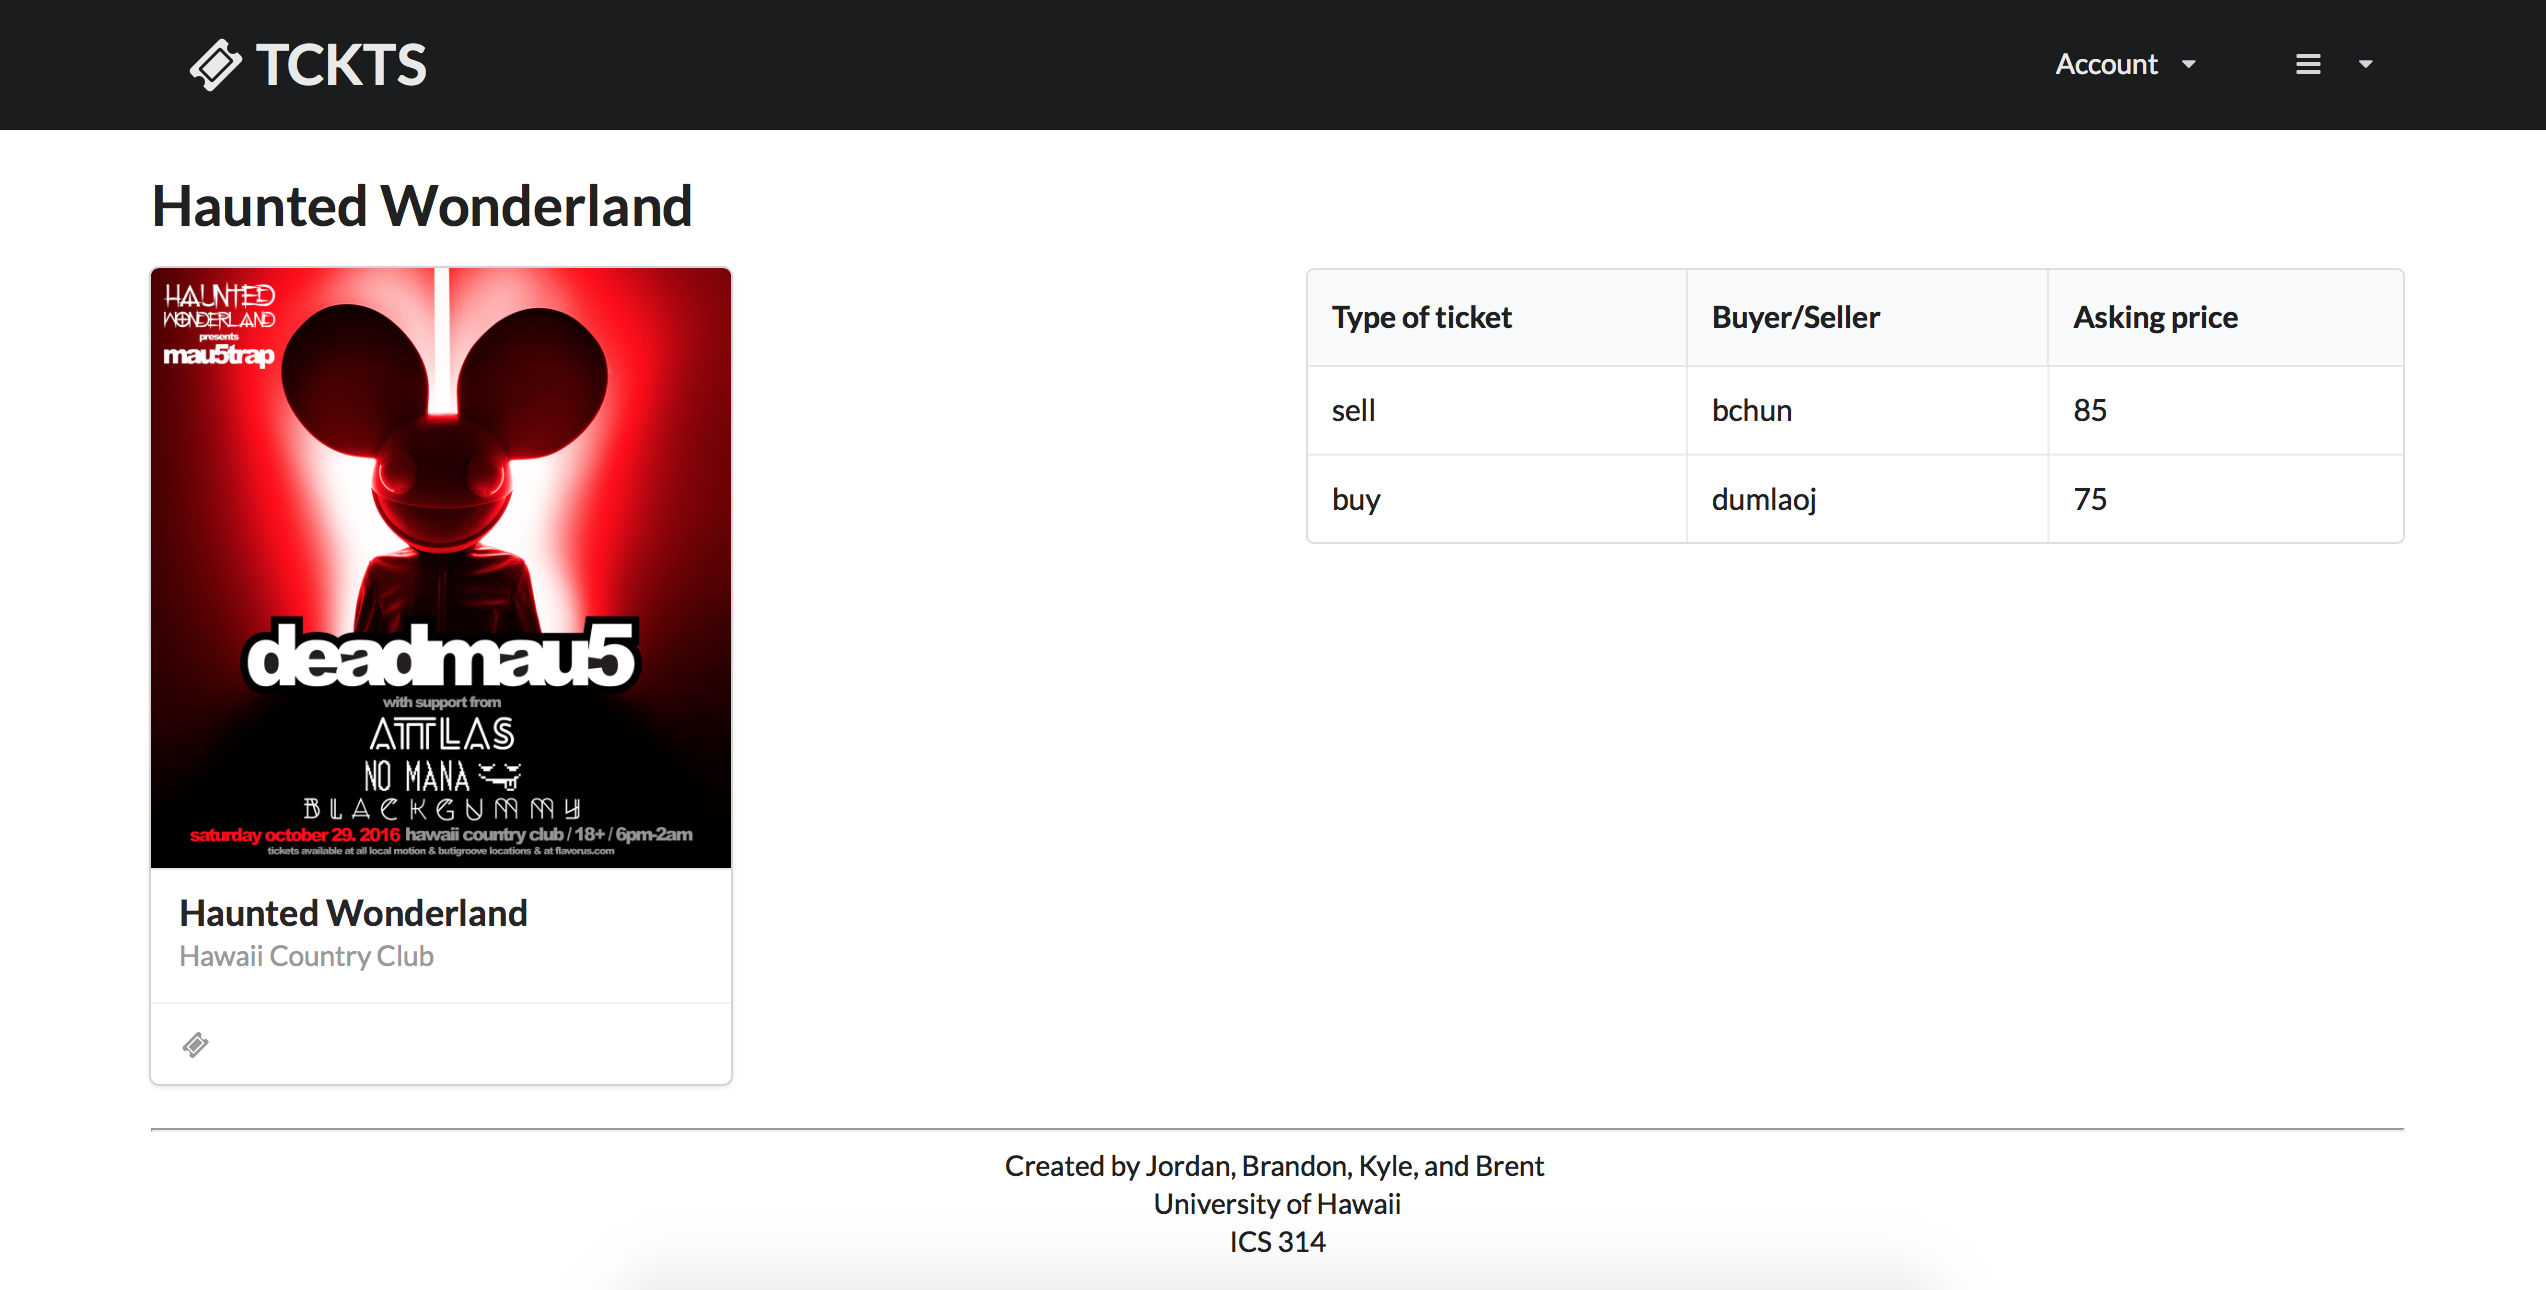 TCKTS
Account
Haunted Wonderland
HAUNTED
WONDERLAND
presents
mau5trap
deadmau5
with support from
ATTLAS
NO MANA
BLACKGUMMY
saturday october 29. 2016 hawaii country club / 18+ / 6pm-2am
tickets available at all local motion & butigroove locations & at flavorus.com
Haunted Wonderland
Hawaii Country Club
Type of ticket Buyer/Seller Asking price
sell bchun 85
buy dumlaoj 75
Created by Jordan, Brandon, Kyle, and Brent
University of Hawaii
ICS 314